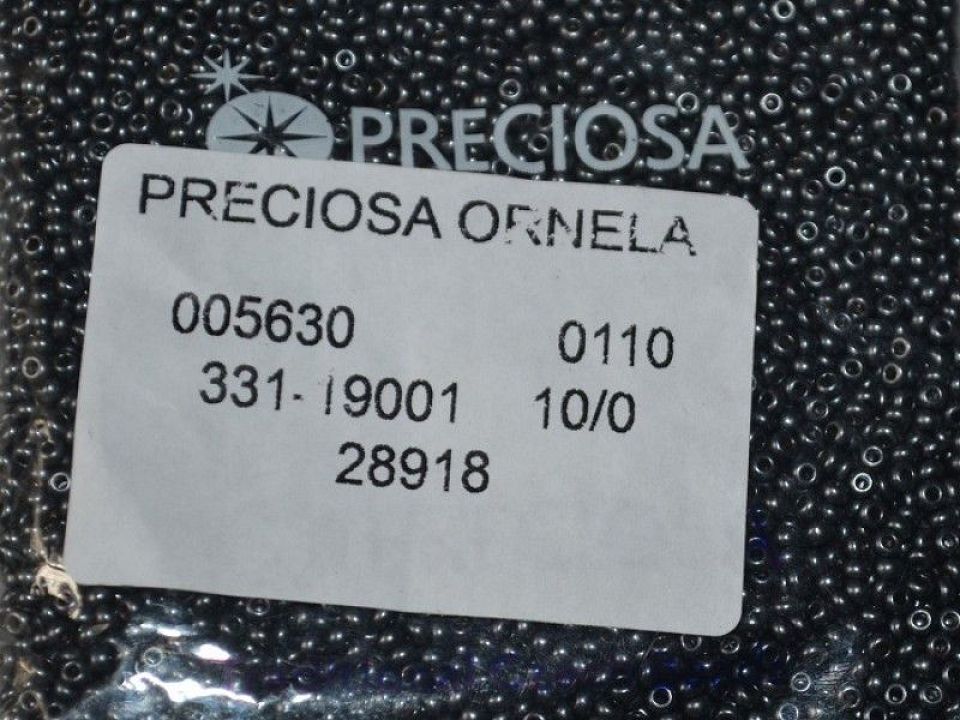 PRECIOSA
PRECIOSA ORNELA
005630 0110
331-19001 10/0
28918